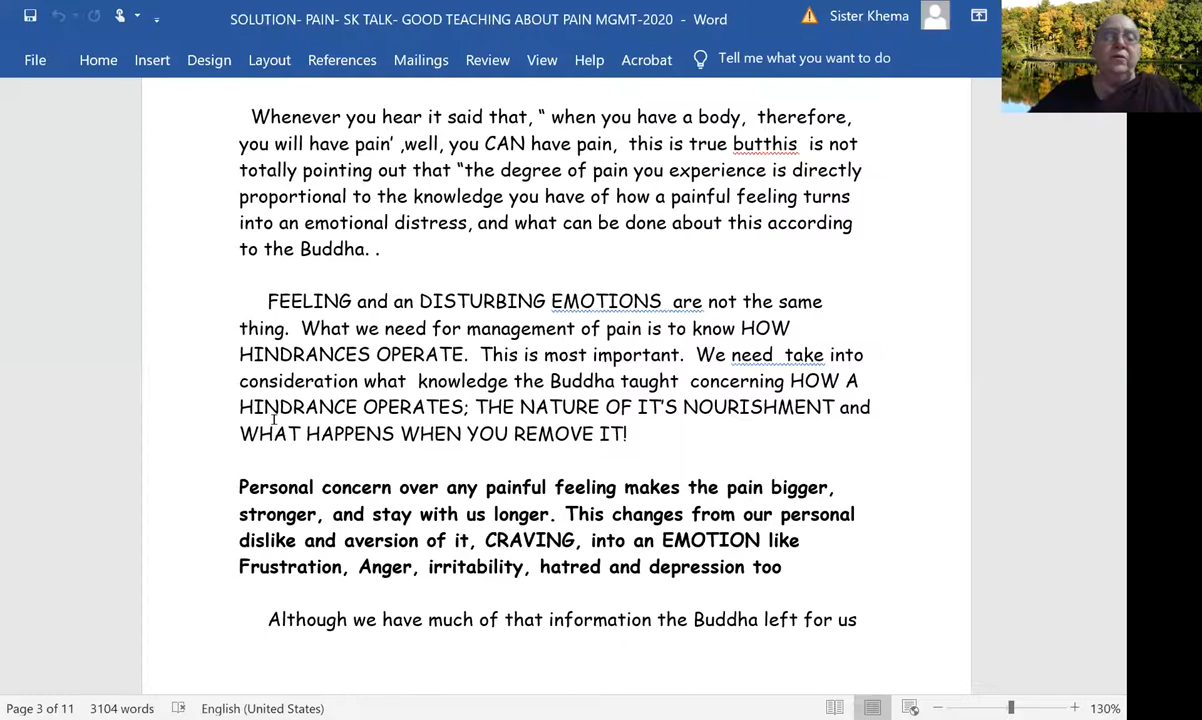 SOLUTION- PAIN- SK TALK- GOOD TEACHING ABOUT PAIN MGMT-2020 - Word
Sister Khema
File Home Insert Design Layout References Mailings Review View Help Acrobat Tell me what you want to do
Whenever you hear it said that, “ when you have a body, therefore,
you will have pain’ ,well, you CAN have pain, this is true butthis is not
totally pointing out that “the degree of pain you experience is directly
proportional to the knowledge you have of how a painful feeling turns
into an emotional distress, and what can be done about this according
to the Buddha. .
FEELING and an DISTURBING EMOTIONS are not the same
thing. What we need for management of pain is to know HOW
HINDRANCES OPERATE. This is most important. We need take into
consideration what knowledge the Buddha taught concerning HOW A
HINDRANCE OPERATES; THE NATURE OF IT’S NOURISHMENT and
WHAT HAPPENS WHEN YOU REMOVE IT!
Personal concern over any painful feeling makes the pain bigger,
stronger, and stay with us longer. This changes from our personal
dislike and aversion of it, CRAVING, into an EMOTION like
Frustration, Anger, irritability, hatred and depression too
Although we have much of that information the Buddha left for us
Page 3 of 11 3104 words English (United States) 130%